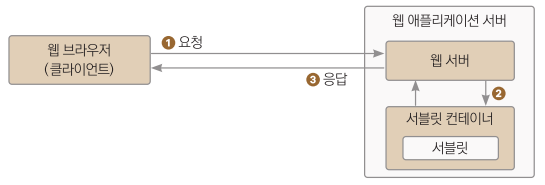 웹 애플리케이션 서버
웹 브라우저
(클라이언트)
1 요청
웹 서버
3 응답
2
서블릿 컨테이너
서블릿